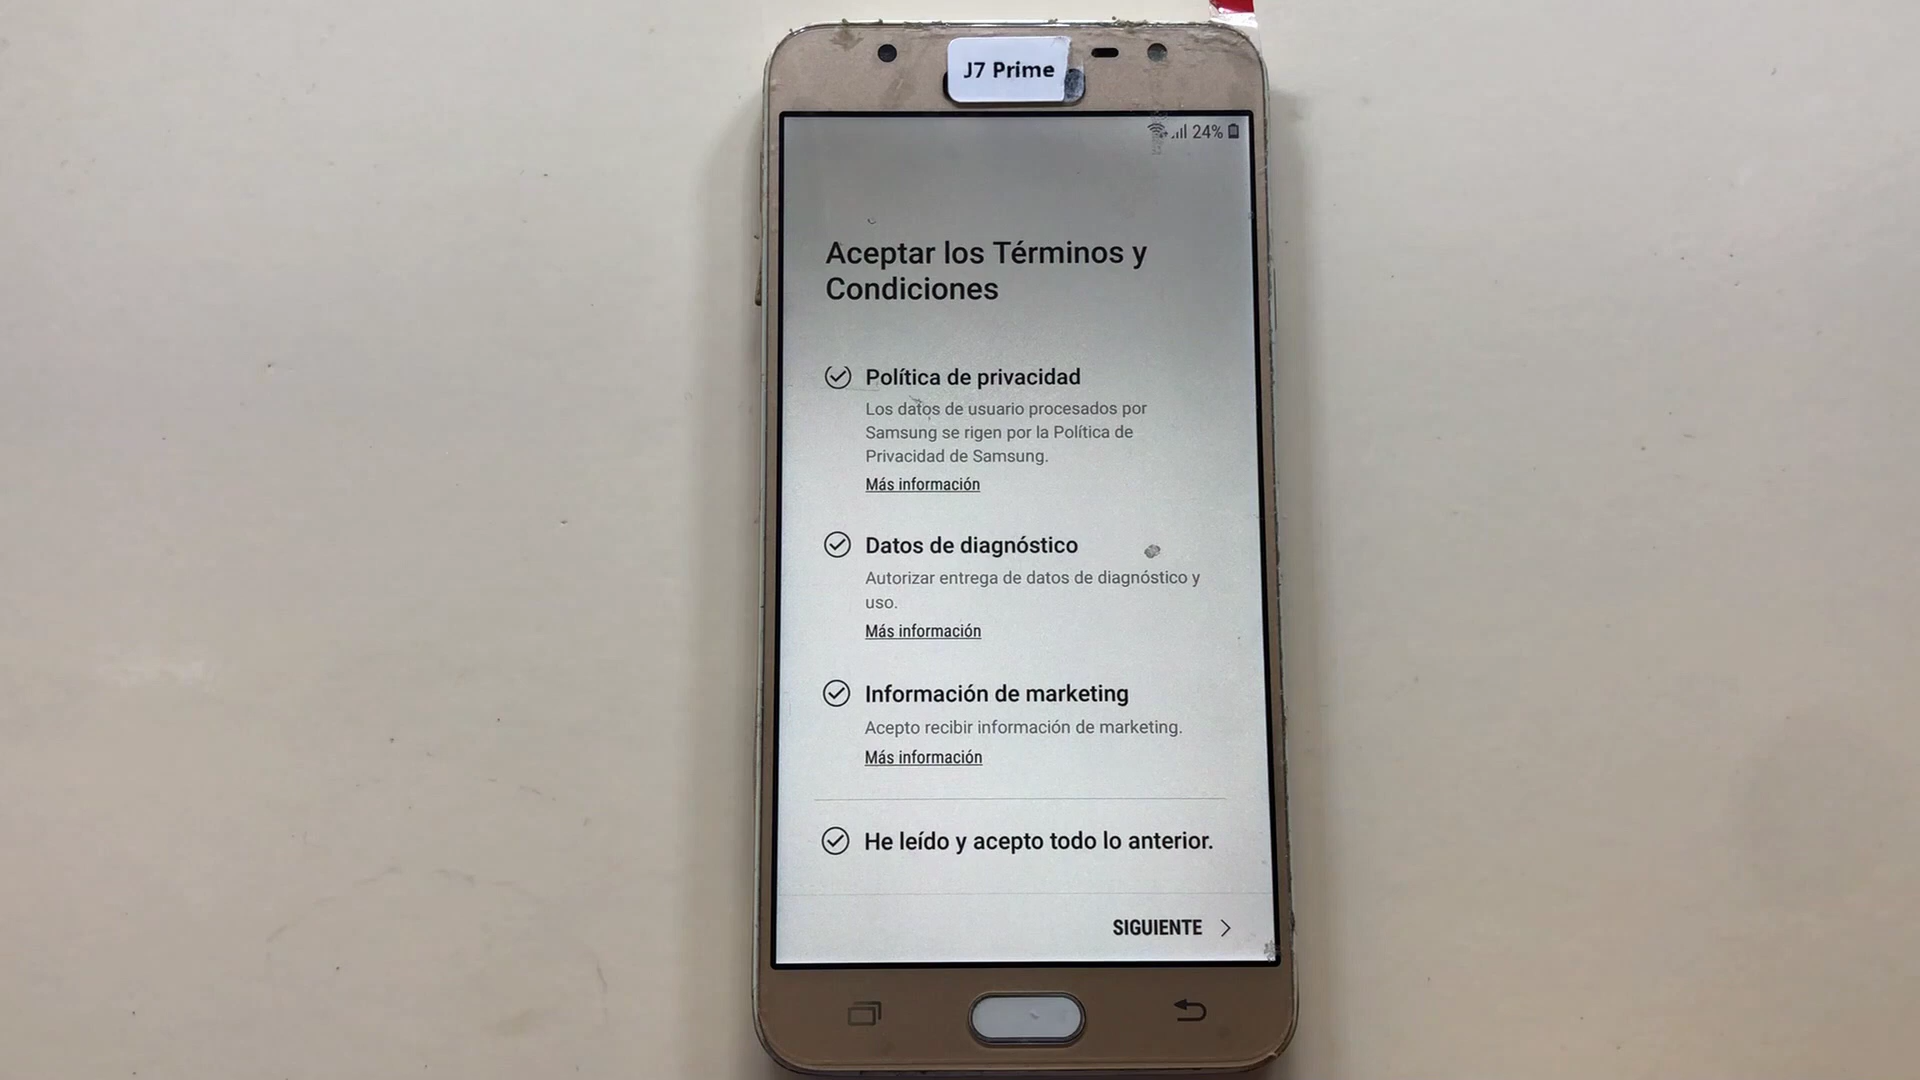 J7 Prime
24%
Aceptar los Términos y
Condiciones
Política de privacidad
Los datos de usuario procesados por
Samsung se rigen por la Política de
Privacidad de Samsung.
Más información
Datos de diagnóstico
Autorizar entrega de datos de diagnóstico y
uso.
Más información
Información de marketing
Acepto recibir información de marketing.
Más información
He leído y acepto todo lo anterior.
SIGUIENTE